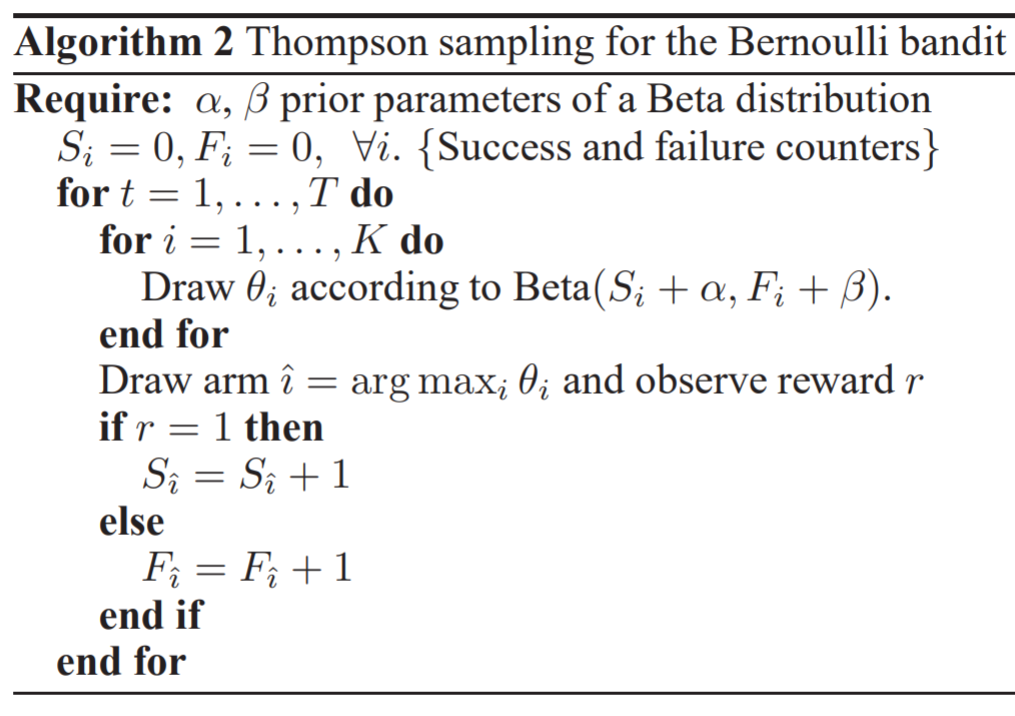 Algorithm 2 Thompson sampling for the Bernoulli bandit
Require: α, β prior parameters of a Beta distribution
S_i = 0, F_i = 0, ∀i. {Success and failure counters}
for t = 1, . . . , T do
for i = 1, . . . , K do
Draw θ_i according to Beta(S_i + α, F_i + β).
end for
Draw arm î = arg max_i θ_i and observe reward r
if r = 1 then
S_î = S_î + 1
else
F_î = F_î + 1
end if
end for